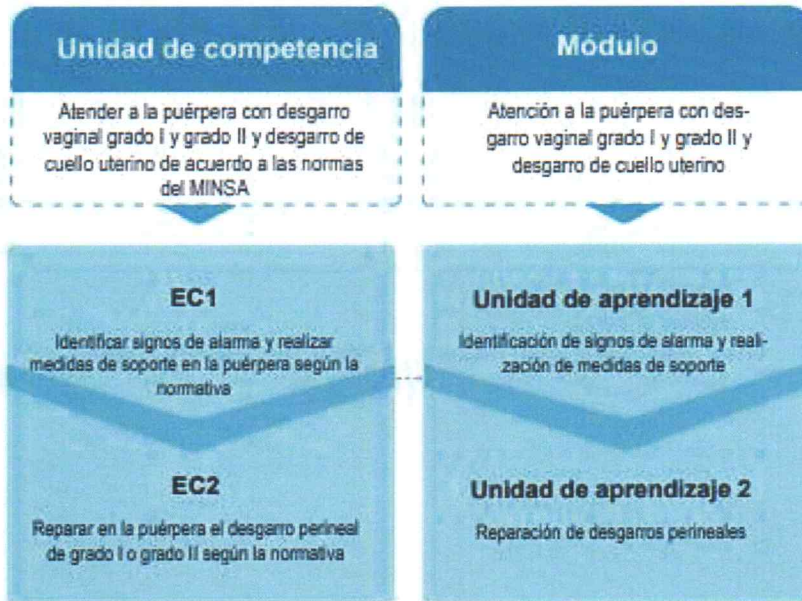 Unidad de competencia
Atender a la puérpera con desgarro
vaginal grado I y grado II y desgarro de
cuello uterino de acuerdo a las normas
del MINSA
EC1
Identificar signos de alarma y realizar
medidas de soporte en la puérpera según la
normativa
EC2
Reparar en la puérpera el desgarro perineal
de grado I o grado II según la normativa
Módulo
Atención a la puérpera con des-
garro vaginal grado I y grado II y
desgarro de cuello uterino
Unidad de aprendizaje 1
Identificación de signos de alarma y reali-
zación de medidas de soporte
Unidad de aprendizaje 2
Reparación de desgarros perineales